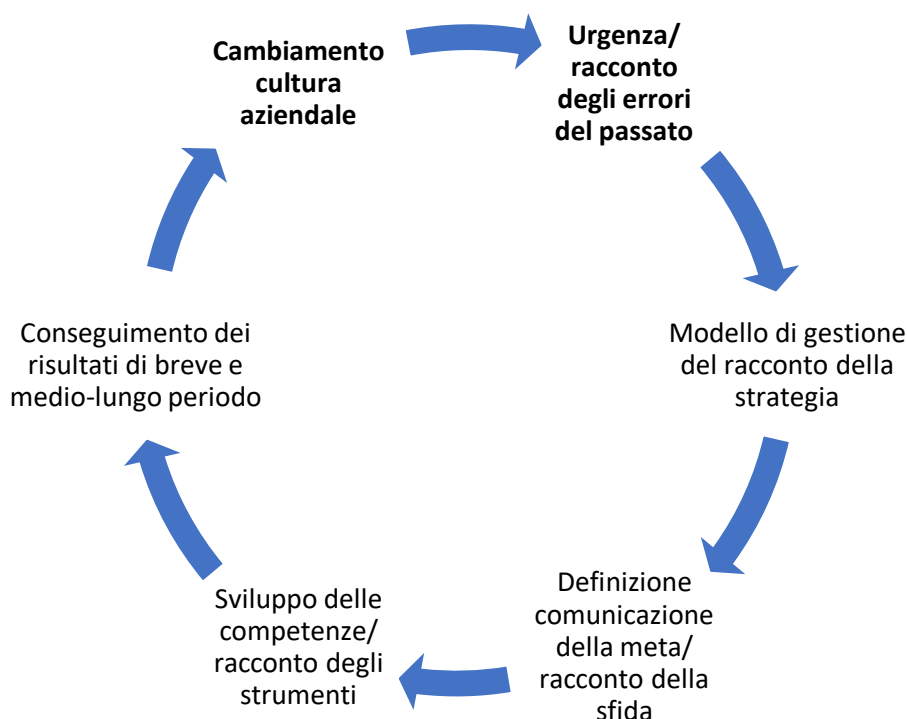 Cambiamento
cultura
aziendale
Urgenza/
racconto
degli errori
del passato
Modello di gestione
del racconto della
strategia
Definizione
comunicazione
della meta/
racconto della
sfida
Sviluppo delle
competenze/
racconto degli
strumenti
Conseguimento dei
risultati di breve e
medio-lungo periodo